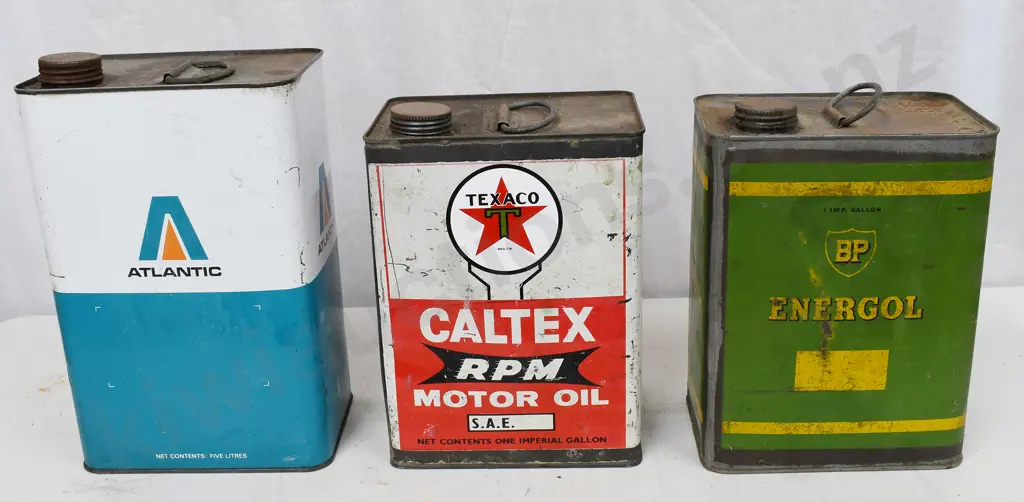 ATLANTIC
NET CONTENTS: FIVE LITRES
TEXACO
T
CALTEX
RPM
MOTOR OIL
S.A.E.
NET CONTENTS ONE IMPERIAL GALLON
1 IMP. GALLON
BP
ENERGOL